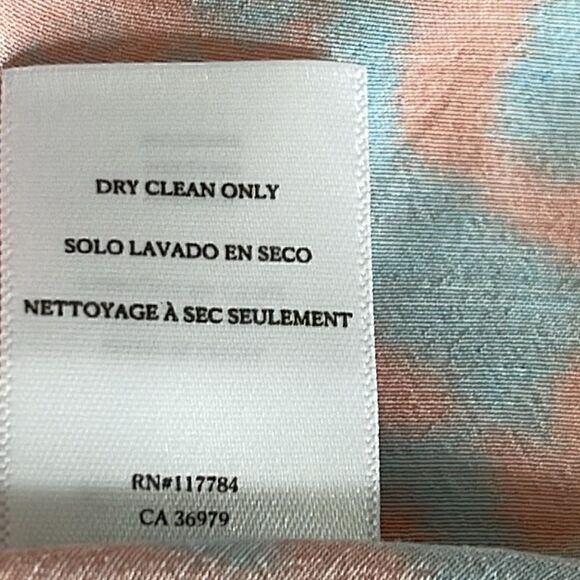 DRY CLEAN ONLY
SOLO LAVADO EN SECO
NETTOYAGE À SEC SEULEMENT
RN#117784
CA 36979